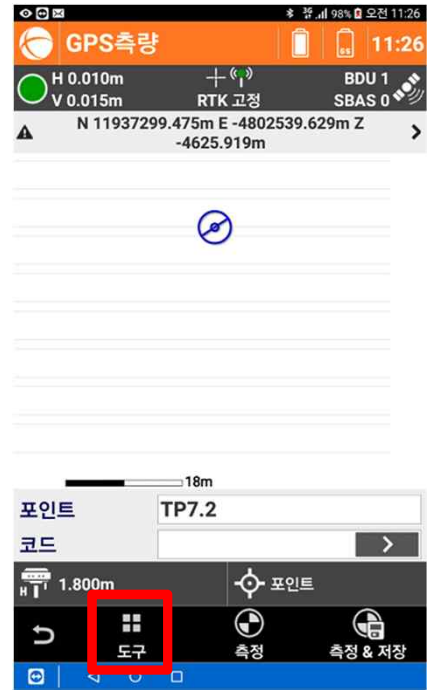 98% 오전 11:26
GPS측량 68 11:26
H 0.010m BDU 1
V 0.015m RTK 고정 SBAS 0
N 11937299.475m E -4802539.629m Z
-4625.919m
18m
포인트 TP7.2
코드
H 1.800m 포인트
도구 측정 측정 & 저장